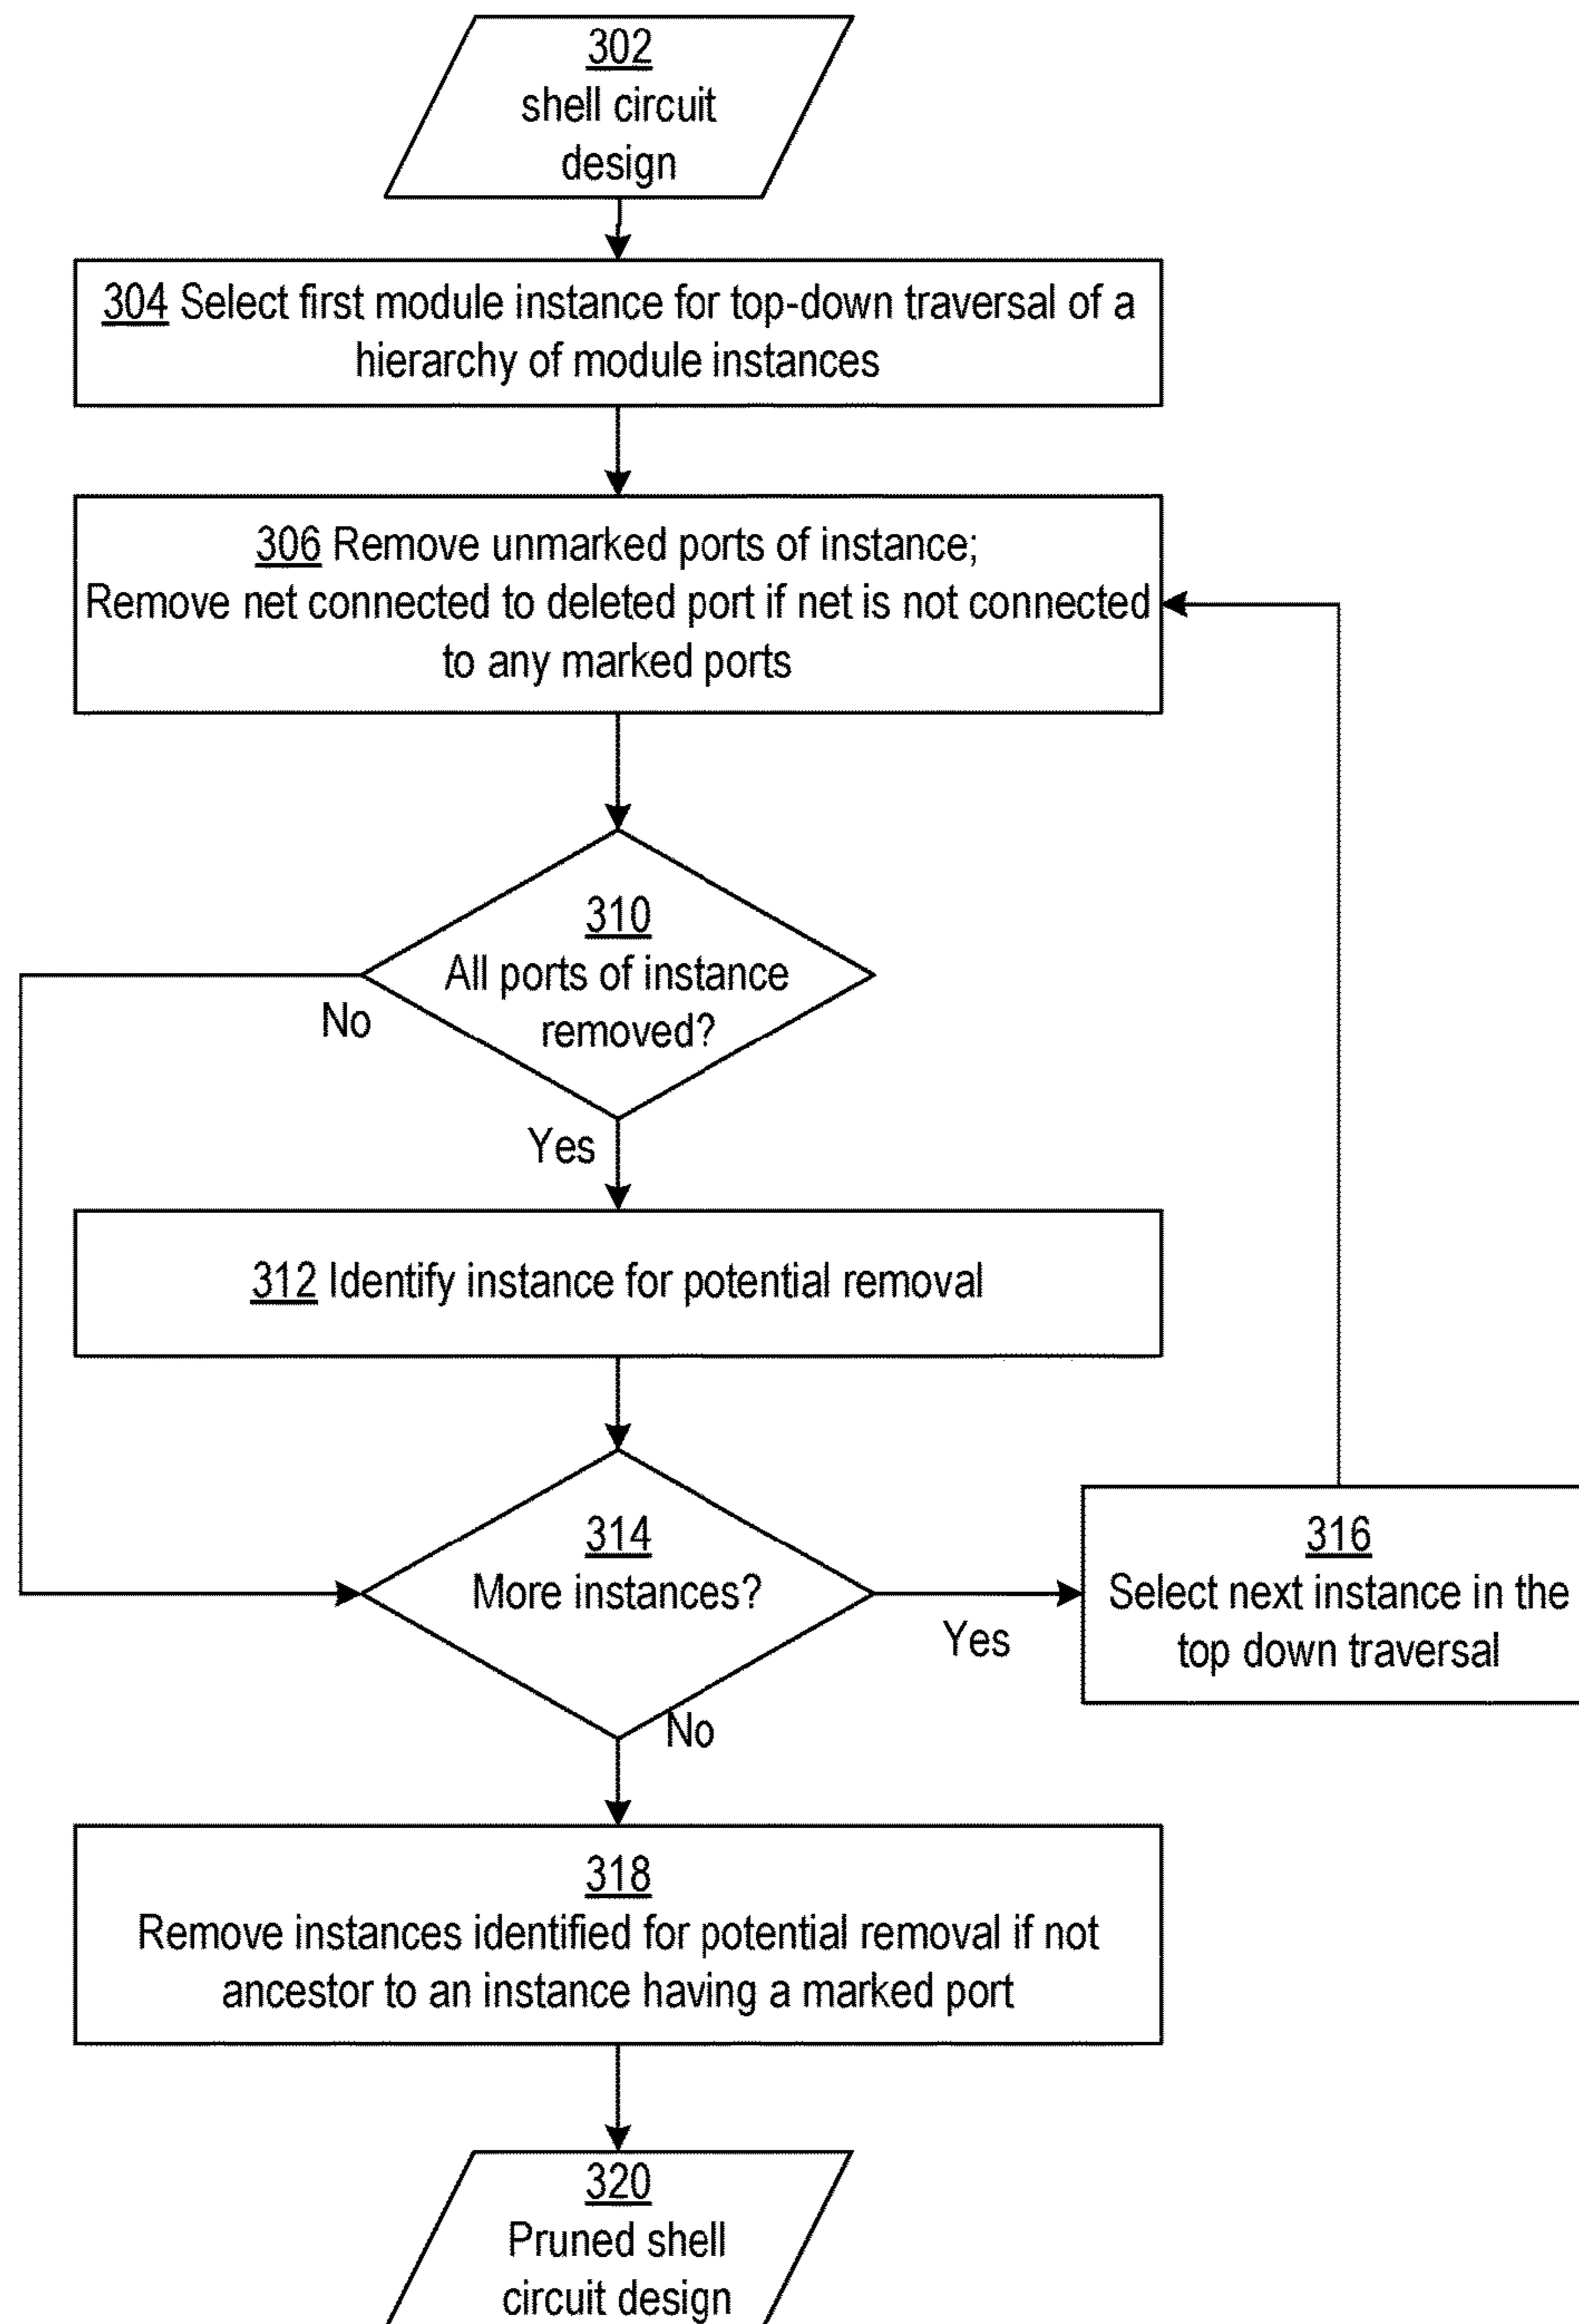 302
shell circuit
design
304 Select first module instance for top-down traversal of a
hierarchy of module instances
306 Remove unmarked ports of instance;
Remove net connected to deleted port if net is not connected
to any marked ports
310
All ports of instance
removed?
No
Yes
312 Identify instance for potential removal
314
More instances?
Yes
316
Select next instance in the
top down traversal
No
318
Remove instances identified for potential removal if not
ancestor to an instance having a marked port
320
Pruned shell
circuit design